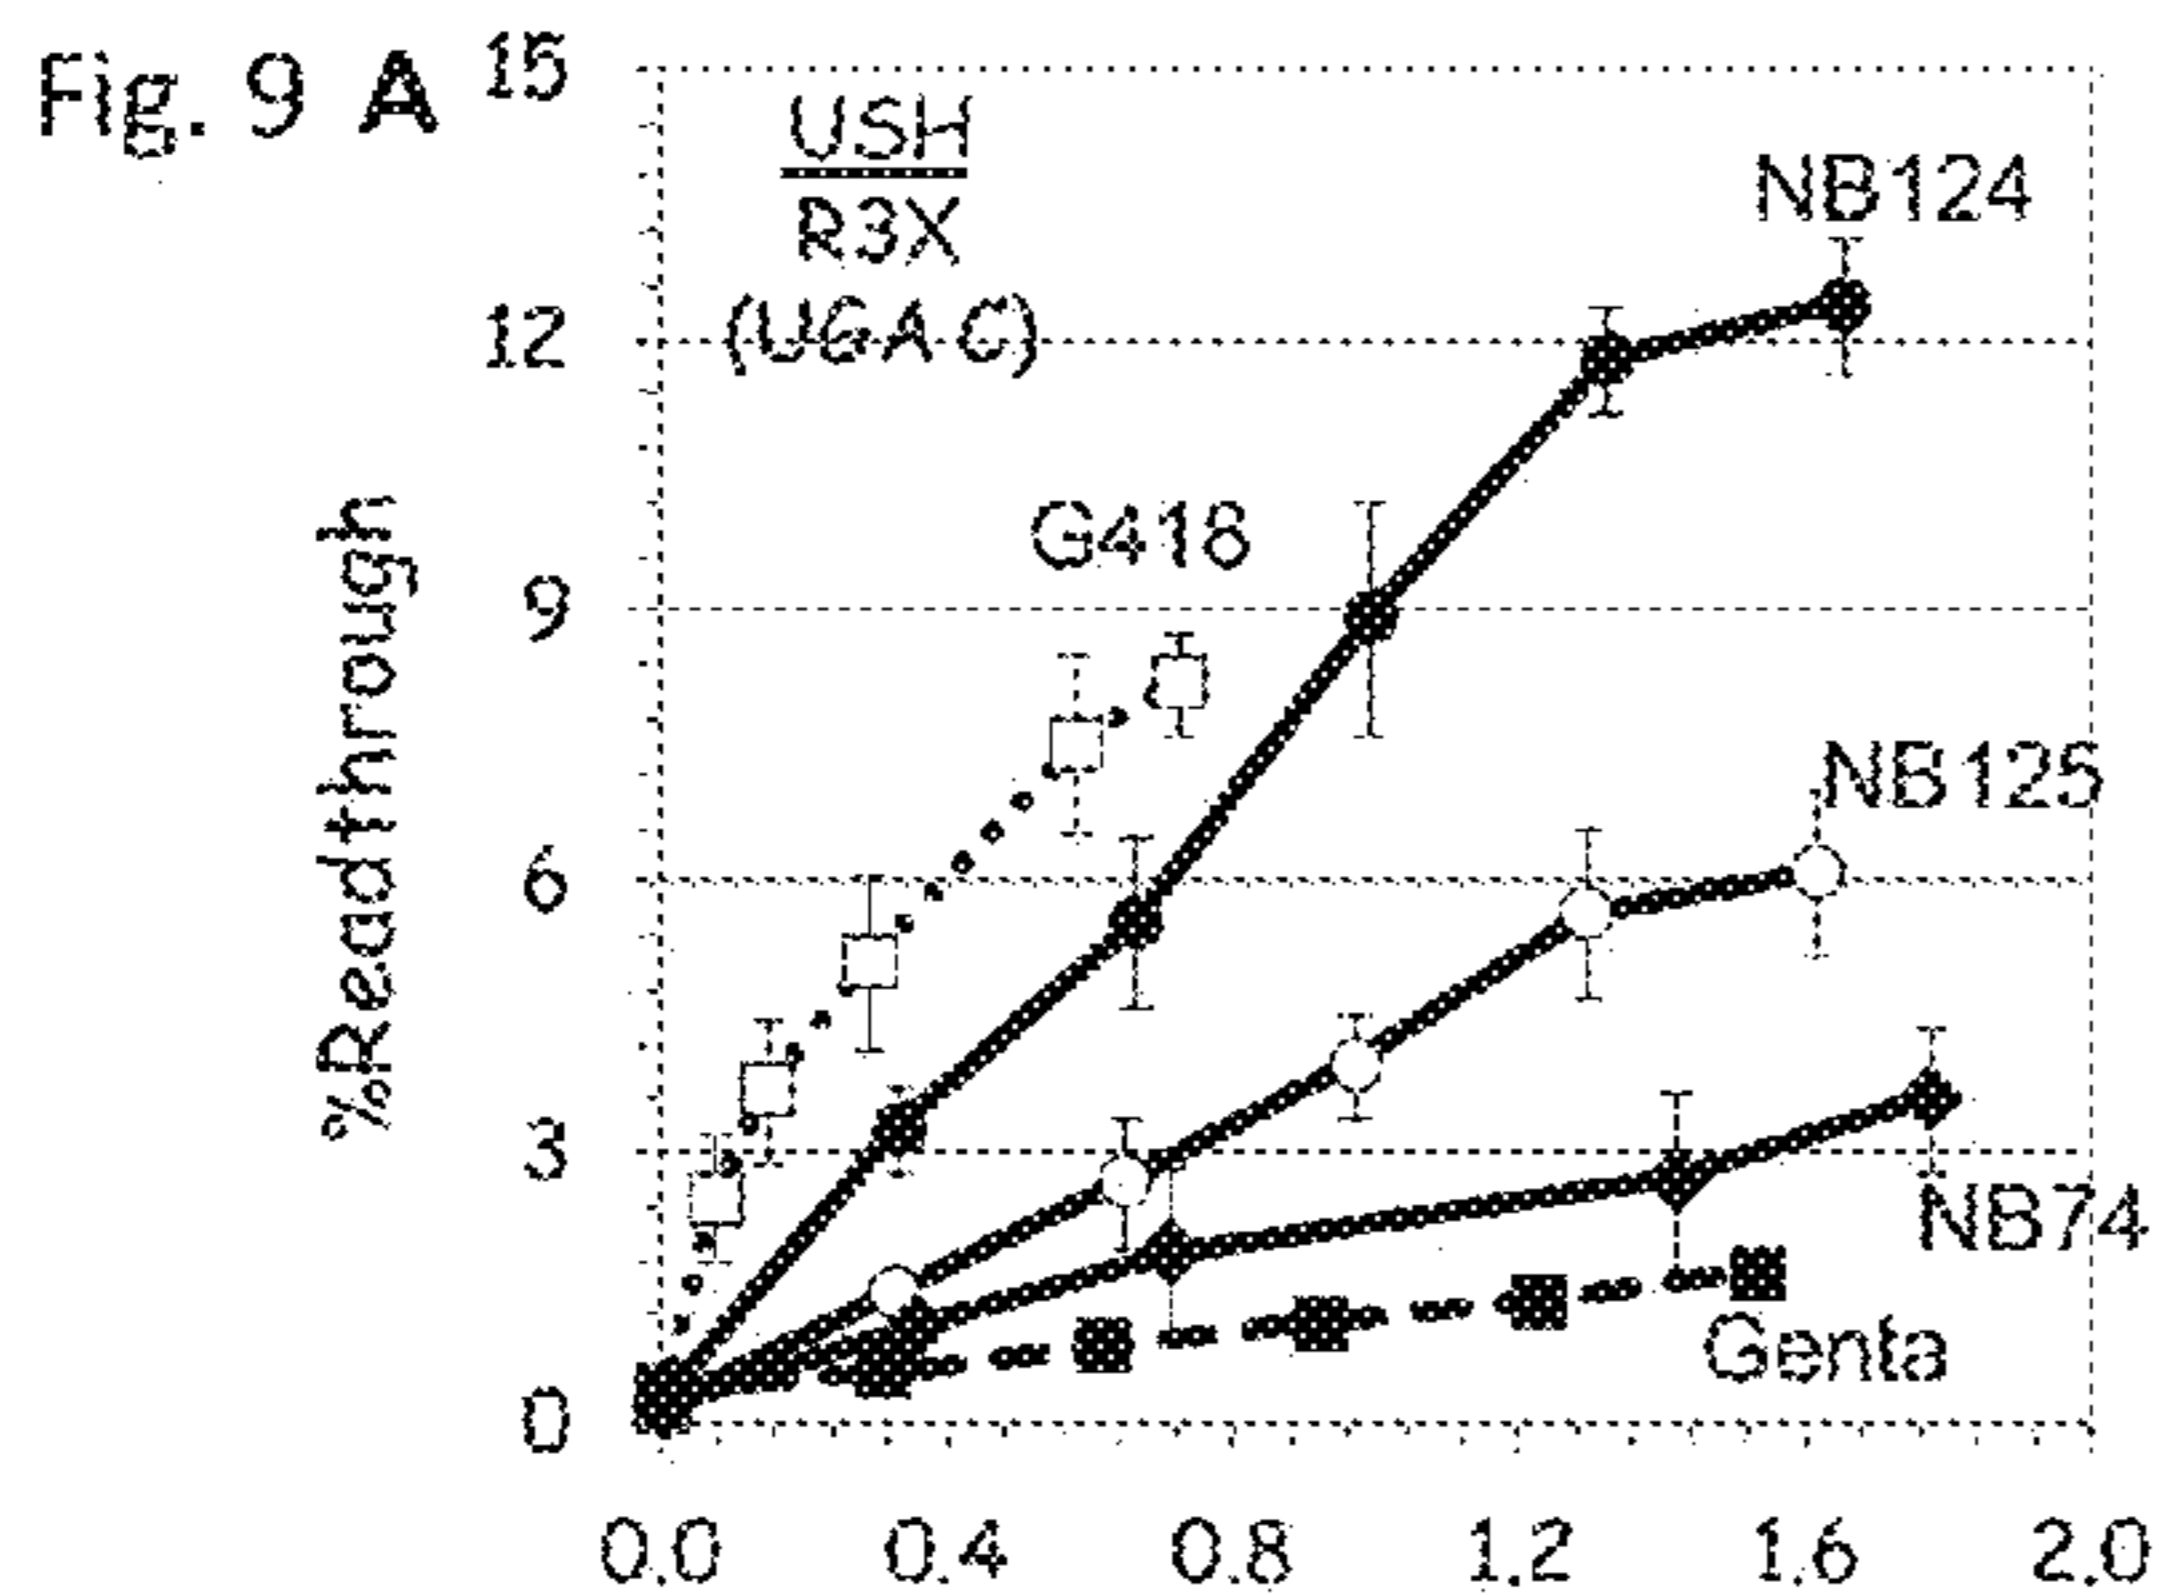 Fig. 9 A
15
USH
R3X
(UGA C)
NB124
12
G418
9
NB125
6
3
NB74
Genta
0
%Readthrough
0.0 0.4 0.8 1.2 1.6 2.0